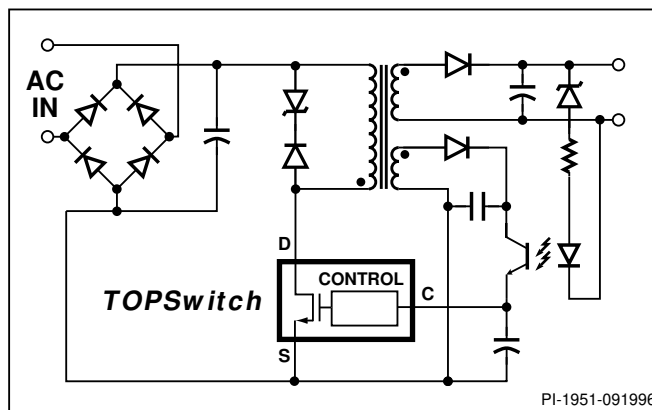 AC
IN
D
CONTROL
C
TOPSwitch
S
PI-1951-091996